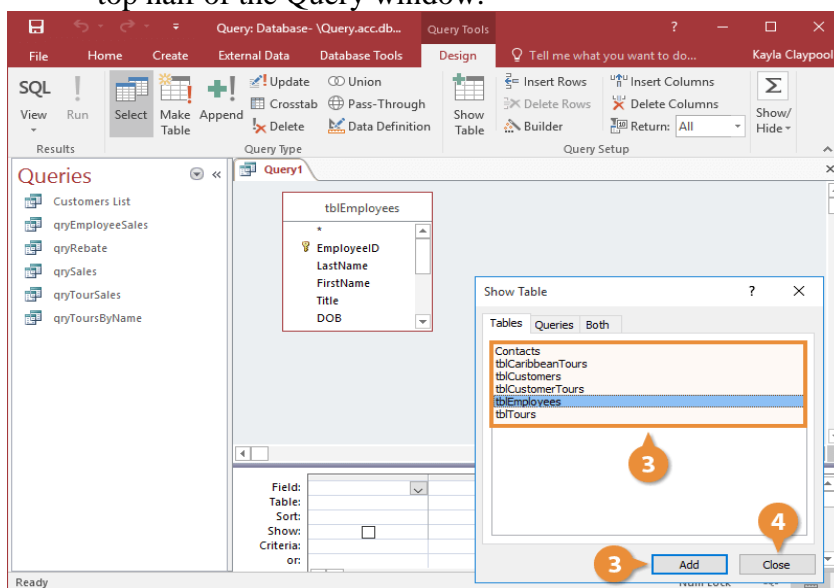 top half of the Query window.
Query: Database- \Query.acc.db...
Query Tools
?
File
Home
Create
External Data
Database Tools
Design
Tell me what you want to do...
Kayla Claypool
SQL
View
Run
Select
Make Table
Append
Update
Crosstab
Delete
Union
Pass-Through
Data Definition
Show Table
Insert Rows
Delete Rows
Builder
Insert Columns
Delete Columns
Return: All
Σ
Show/ Hide
Results
Query Type
Query Setup
Queries
Customers List
qryEmployeeSales
qryRebate
qrySales
qryTourSales
qryToursByName
Query1
tblEmployees
*
EmployeeID
LastName
FirstName
Title
DOB
Show Table
?
Tables
Queries
Both
Contacts
tblCaribbeanTours
tblCustomers
tblCustomerTours
tblEmployees
tblTours
3
4
3
Add
Close
Field:
Table:
Sort:
Show:
Criteria:
or:
Ready
Num Lock